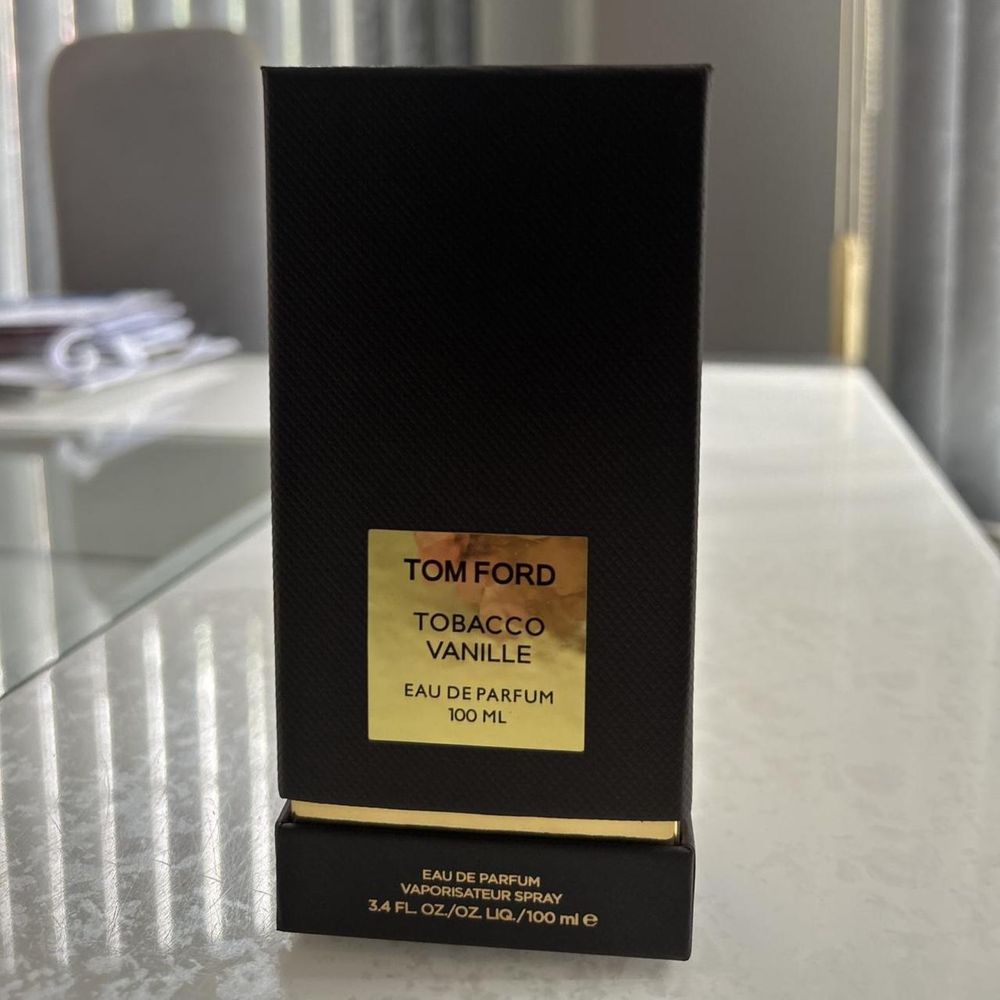 TOM FORD
TOBACCO
VANILLE
EAU DE PARFUM
100 ML
EAU DE PARFUM
VAPORISATEUR SPRAY
3.4 FL. OZ./OZ. LIQ./100 ml ℮